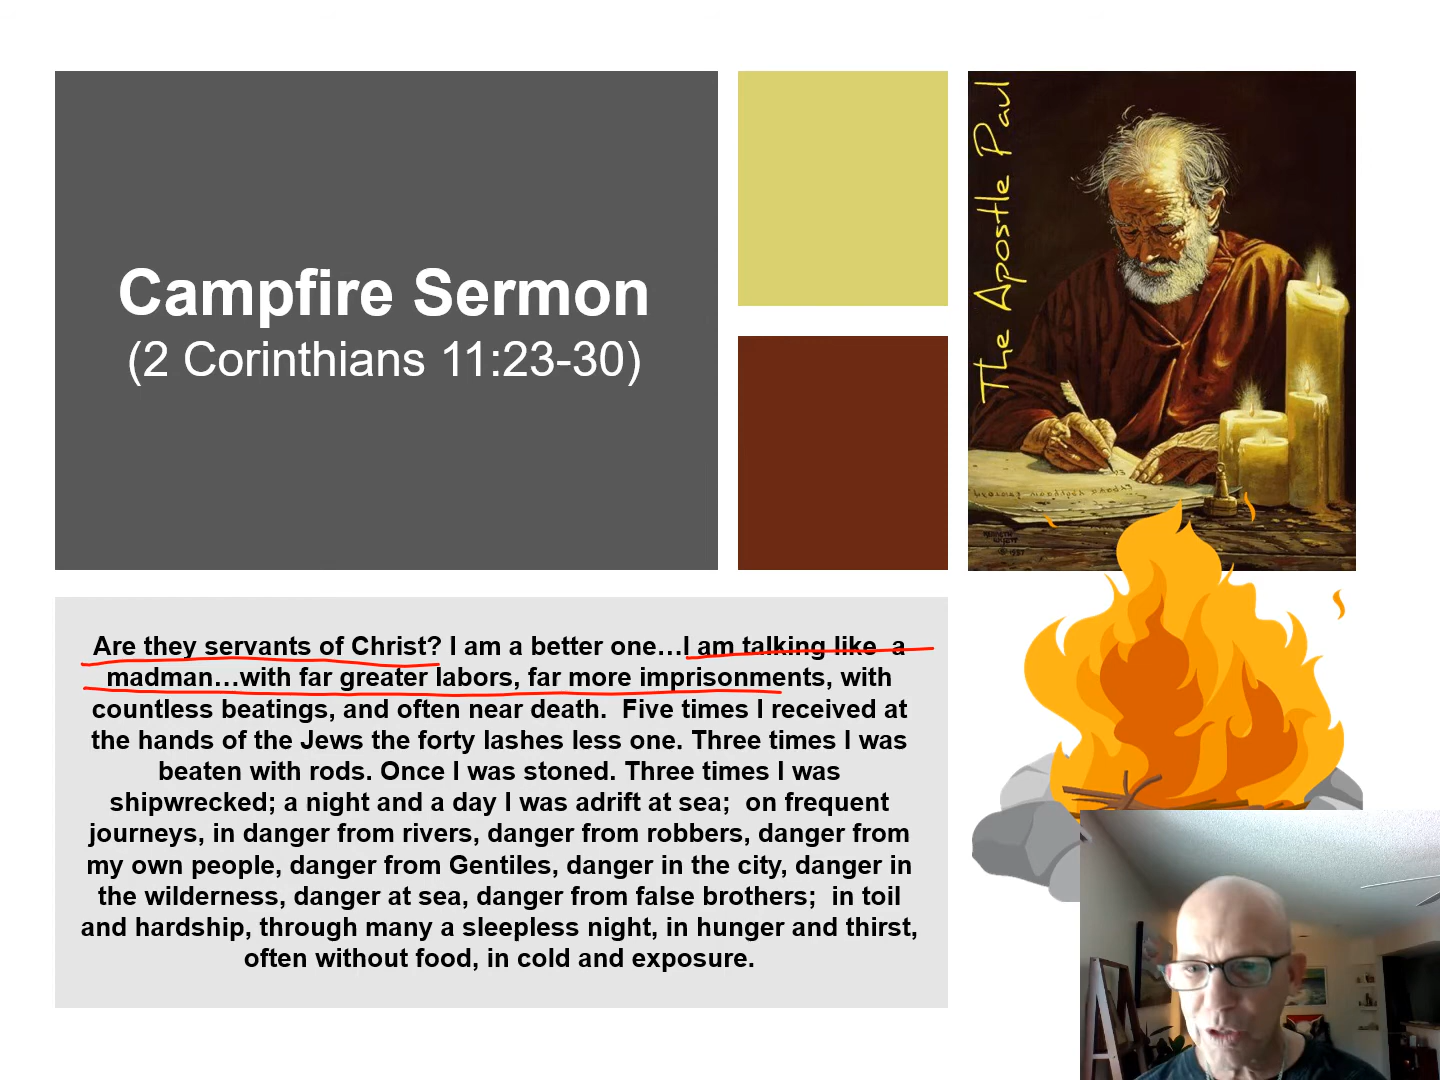 Campfire Sermon
(2 Corinthians 11:23-30)
The Apostle Paul
Are they servants of Christ? I am a better one…I am talking like a
madman…with far greater labors, far more imprisonments, with
countless beatings, and often near death. Five times I received at
the hands of the Jews the forty lashes less one. Three times I was
beaten with rods. Once I was stoned. Three times I was
shipwrecked; a night and a day I was adrift at sea; on frequent
journeys, in danger from rivers, danger from robbers, danger from
my own people, danger from Gentiles, danger in the city, danger in
the wilderness, danger at sea, danger from false brothers; in toil
and hardship, through many a sleepless night, in hunger and thirst,
often without food, in cold and exposure.